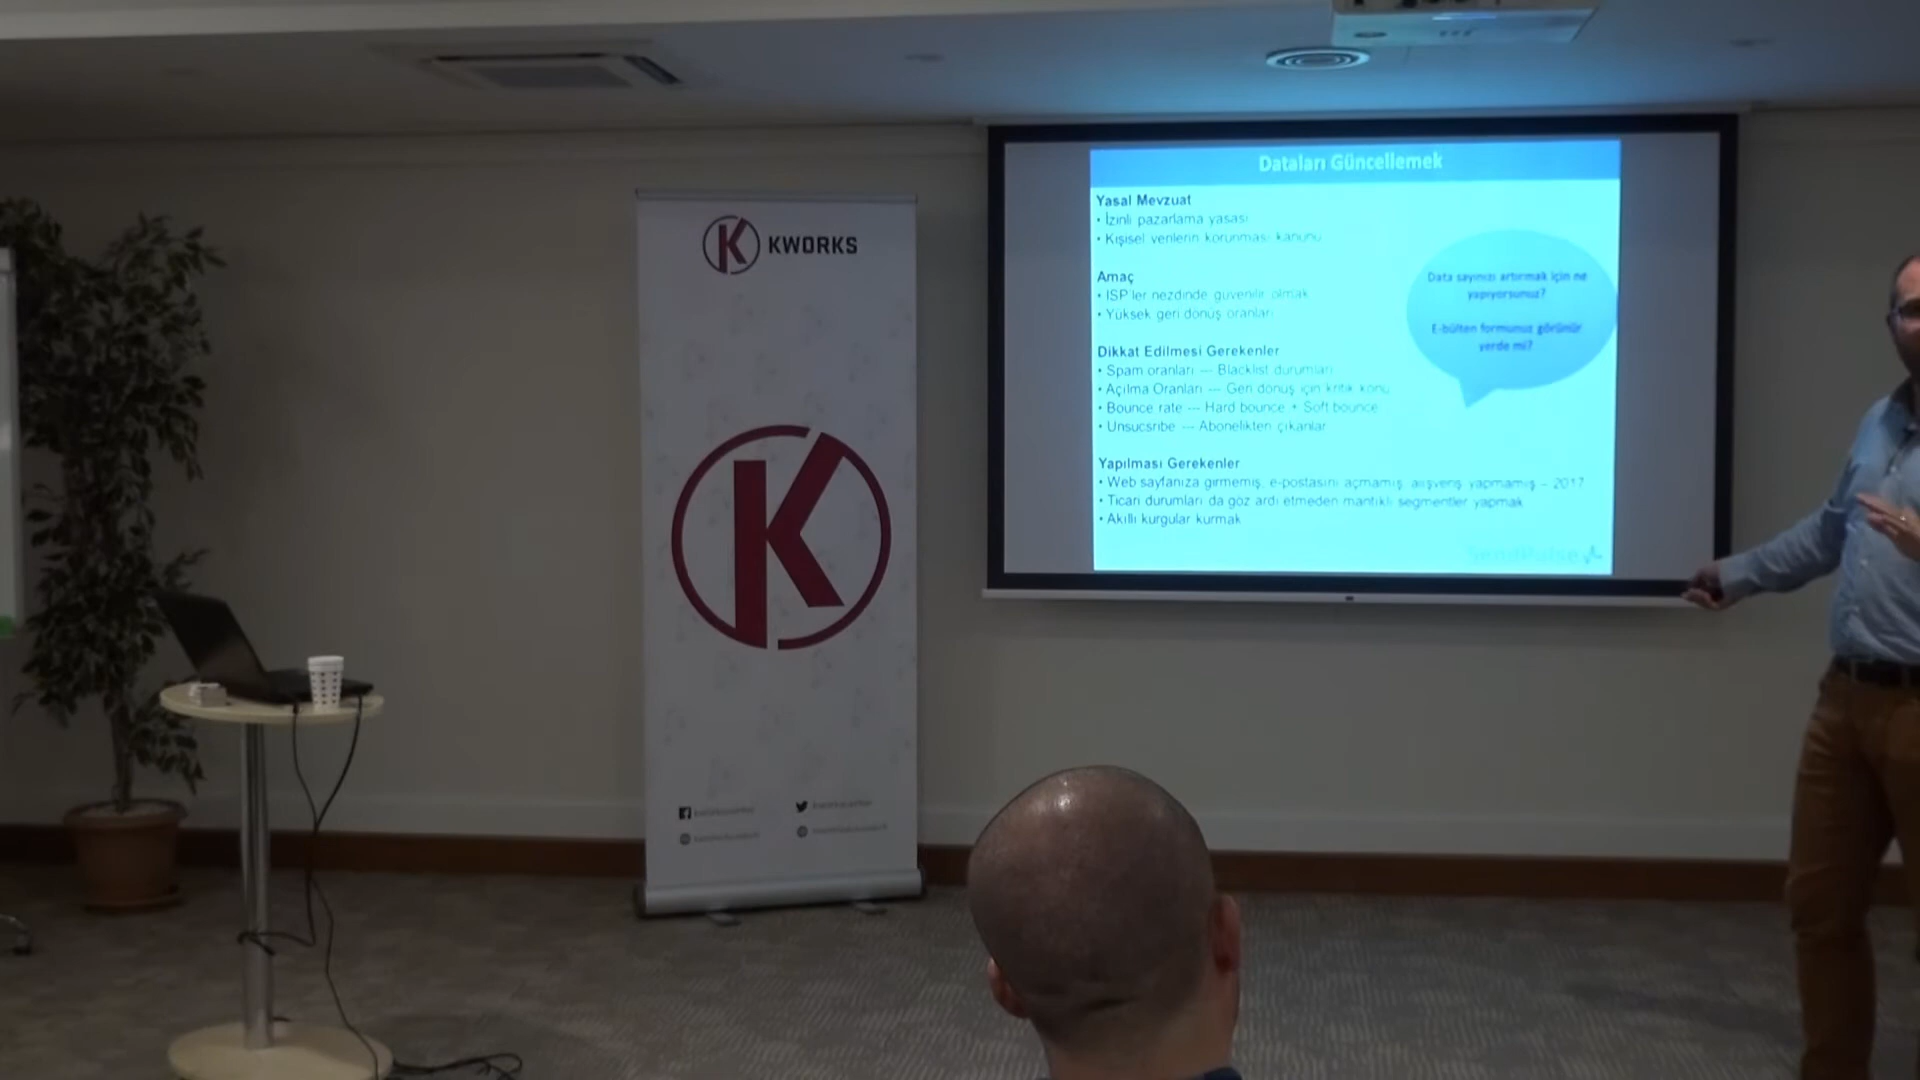 KWORKS
Dataları Güncellemek
Yasal Mevzuat
• İzinli pazarlama yasası
• Kişisel verilerin korunması kanunu
Amaç
• ISP'ler nezdinde güvenilir olmak
• Yüksek geri dönüş oranları
Dikkat Edilmesi Gerekenler
• Spam oranları --- Blacklist durumları
• Açılma Oranları --- Geri dönüş için kritik konu
• Bounce rate --- Hard bounce + Soft bounce
• Unsucsribe --- Abonelikten çıkanlar
Yapılması Gerekenler
• Web sayfanıza girmemiş, e-postasını açmamış, alışveriş yapmamış – 2017
• Ticari durumları da göz ardı etmeden mantıklı segmentler yapmak
• Akıllı kurgular kurmak
Data sayınızı artırmak için ne
yapıyorsunuz?
E-bülten formunuz görünür
yerde mi?
SendPulse